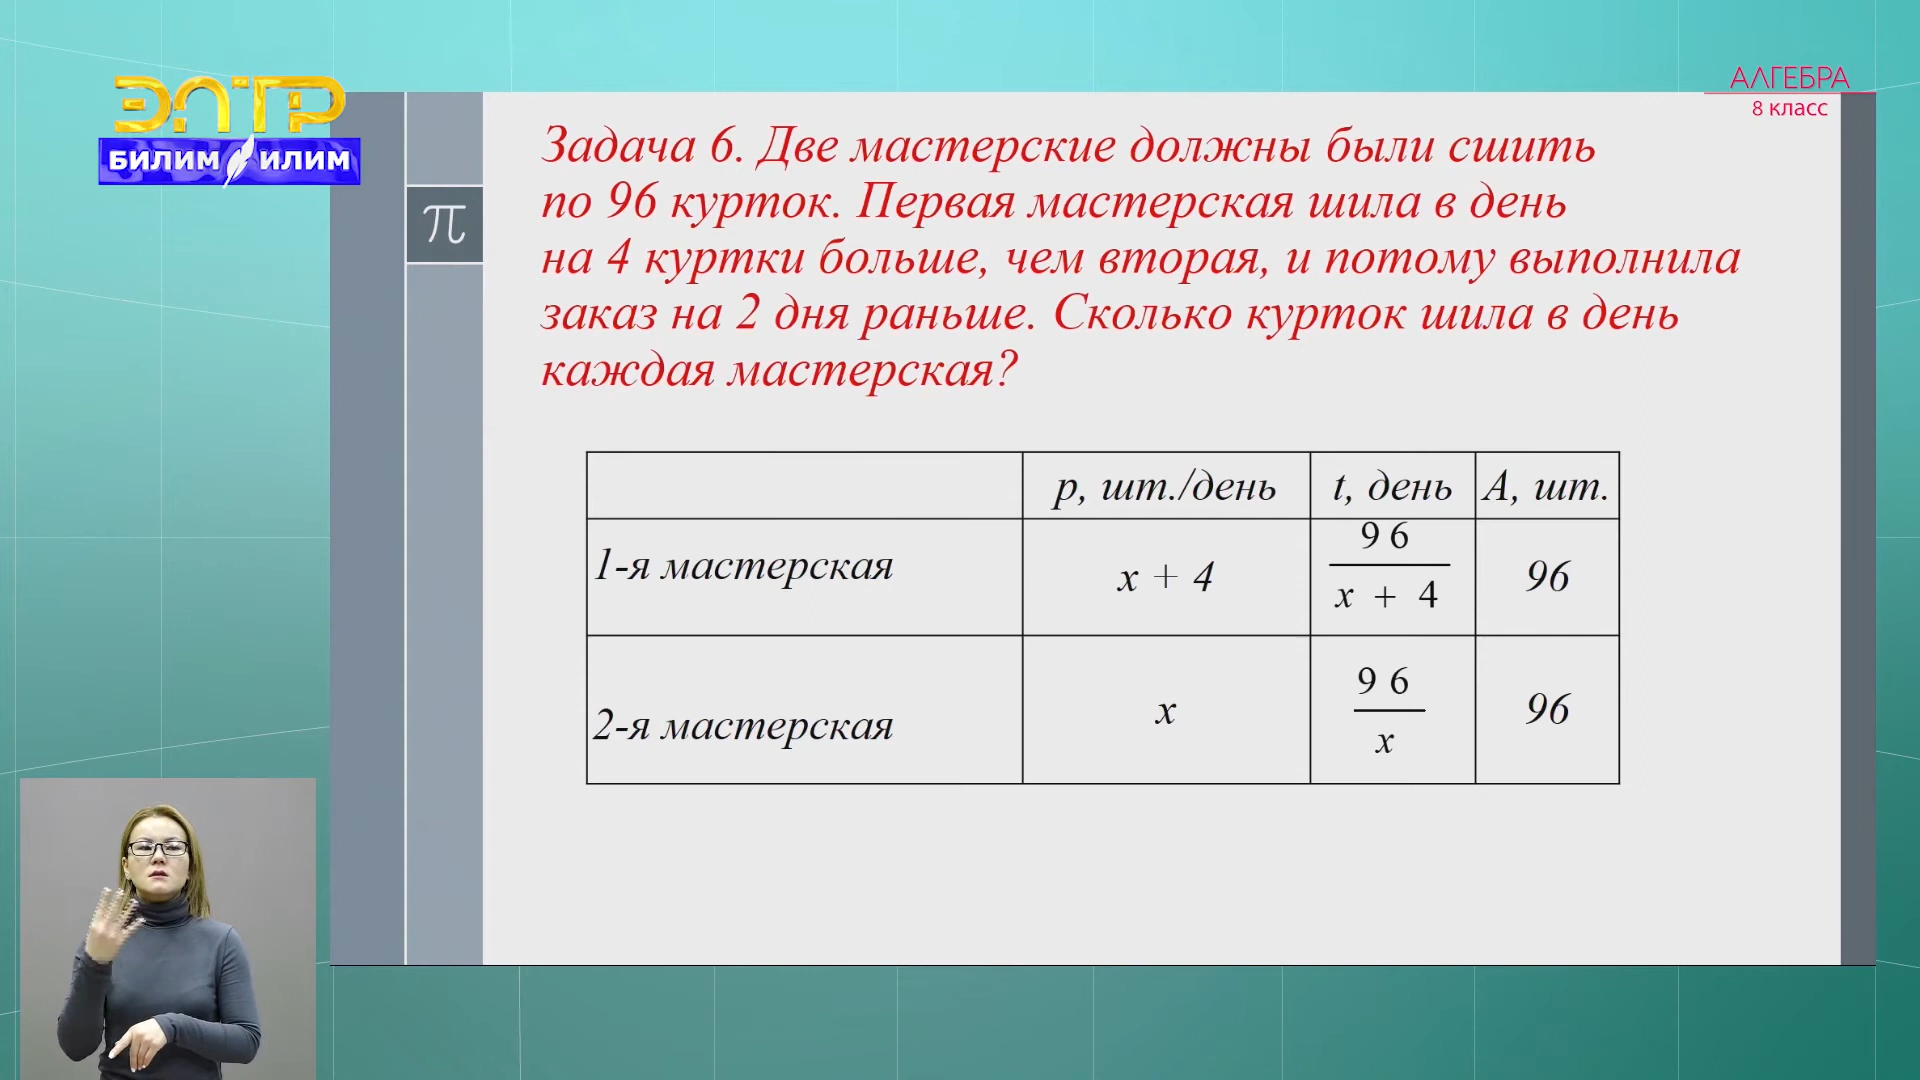 ЭЛТР
БИЛИМ ИЛИМ
АЛГЕБРА
8 класс
π
Задача 6. Две мастерские должны были сшить
по 96 курток. Первая мастерская шила в день
на 4 куртки больше, чем вторая, и потому выполнила
заказ на 2 дня раньше. Сколько курток шила в день
каждая мастерская?
p, шт./день t, день A, шт.
1-я мастерская x + 4 96/(x + 4) 96
2-я мастерская x 96/x 96